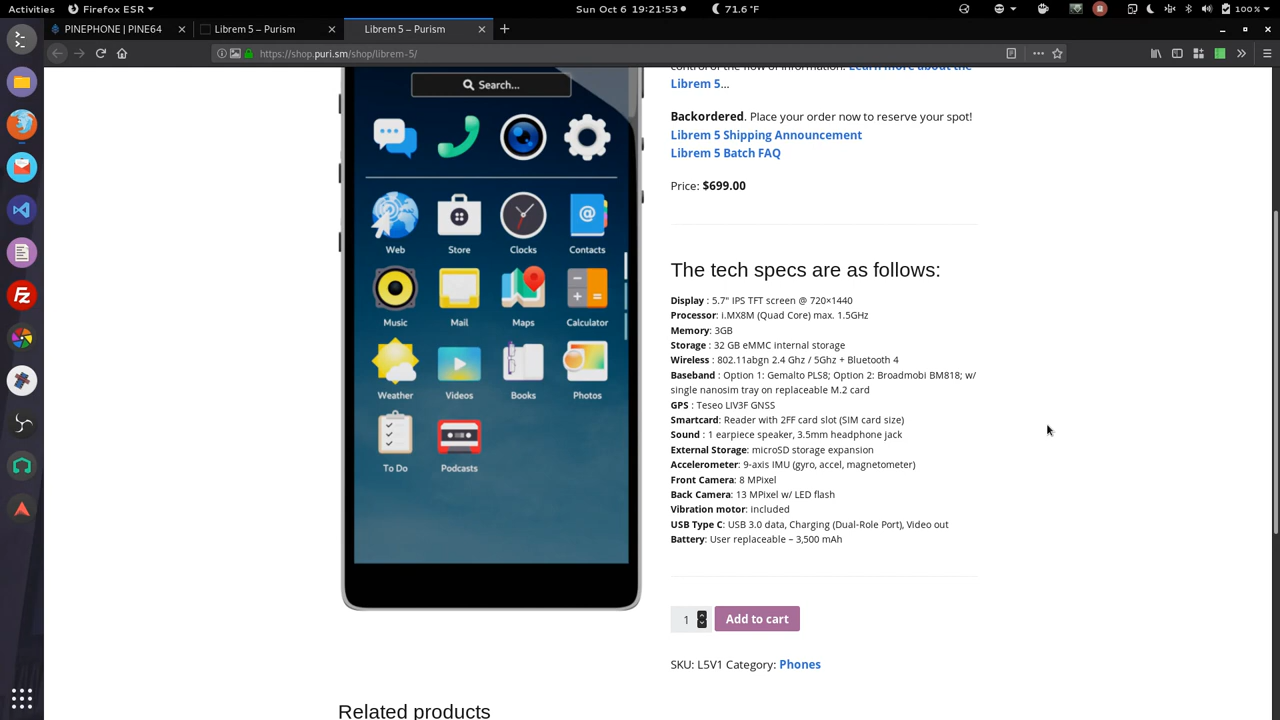 Activities Firefox ESR Sun Oct 6 19:21:53 71.6 °F 100%
PINEPHONE | PINE64 Librem 5 – Purism Librem 5 – Purism
https://shop.puri.sm/shop/librem-5/
control of the flow of information. Learn more about the
Librem 5...
Search...
Backordered. Place your order now to reserve your spot!
Librem 5 Shipping Announcement
Librem 5 Batch FAQ
Price: $699.00
Web Store Clocks Contacts
Music Mail Maps Calculator
Weather Videos Books Photos
To Do Podcasts
The tech specs are as follows:
Display : 5.7" IPS TFT screen @ 720×1440
Processor: i.MX8M (Quad Core) max. 1.5GHz
Memory: 3GB
Storage : 32 GB eMMC internal storage
Wireless : 802.11abgn 2.4 Ghz / 5Ghz + Bluetooth 4
Baseband : Option 1: Gemalto PLS8; Option 2: Broadmobi BM818; w/
single nanosim tray on replaceable M.2 card
GPS : Teseo LIV3F GNSS
Smartcard: Reader with 2FF card slot (SIM card size)
Sound : 1 earpiece speaker, 3.5mm headphone jack
External Storage: microSD storage expansion
Accelerometer: 9-axis IMU (gyro, accel, magnetometer)
Front Camera: 8 MPixel
Back Camera: 13 MPixel w/ LED flash
Vibration motor: included
USB Type C: USB 3.0 data, Charging (Dual-Role Port), Video out
Battery: User replaceable – 3,500 mAh
1 Add to cart
SKU: L5V1 Category: Phones
Related products